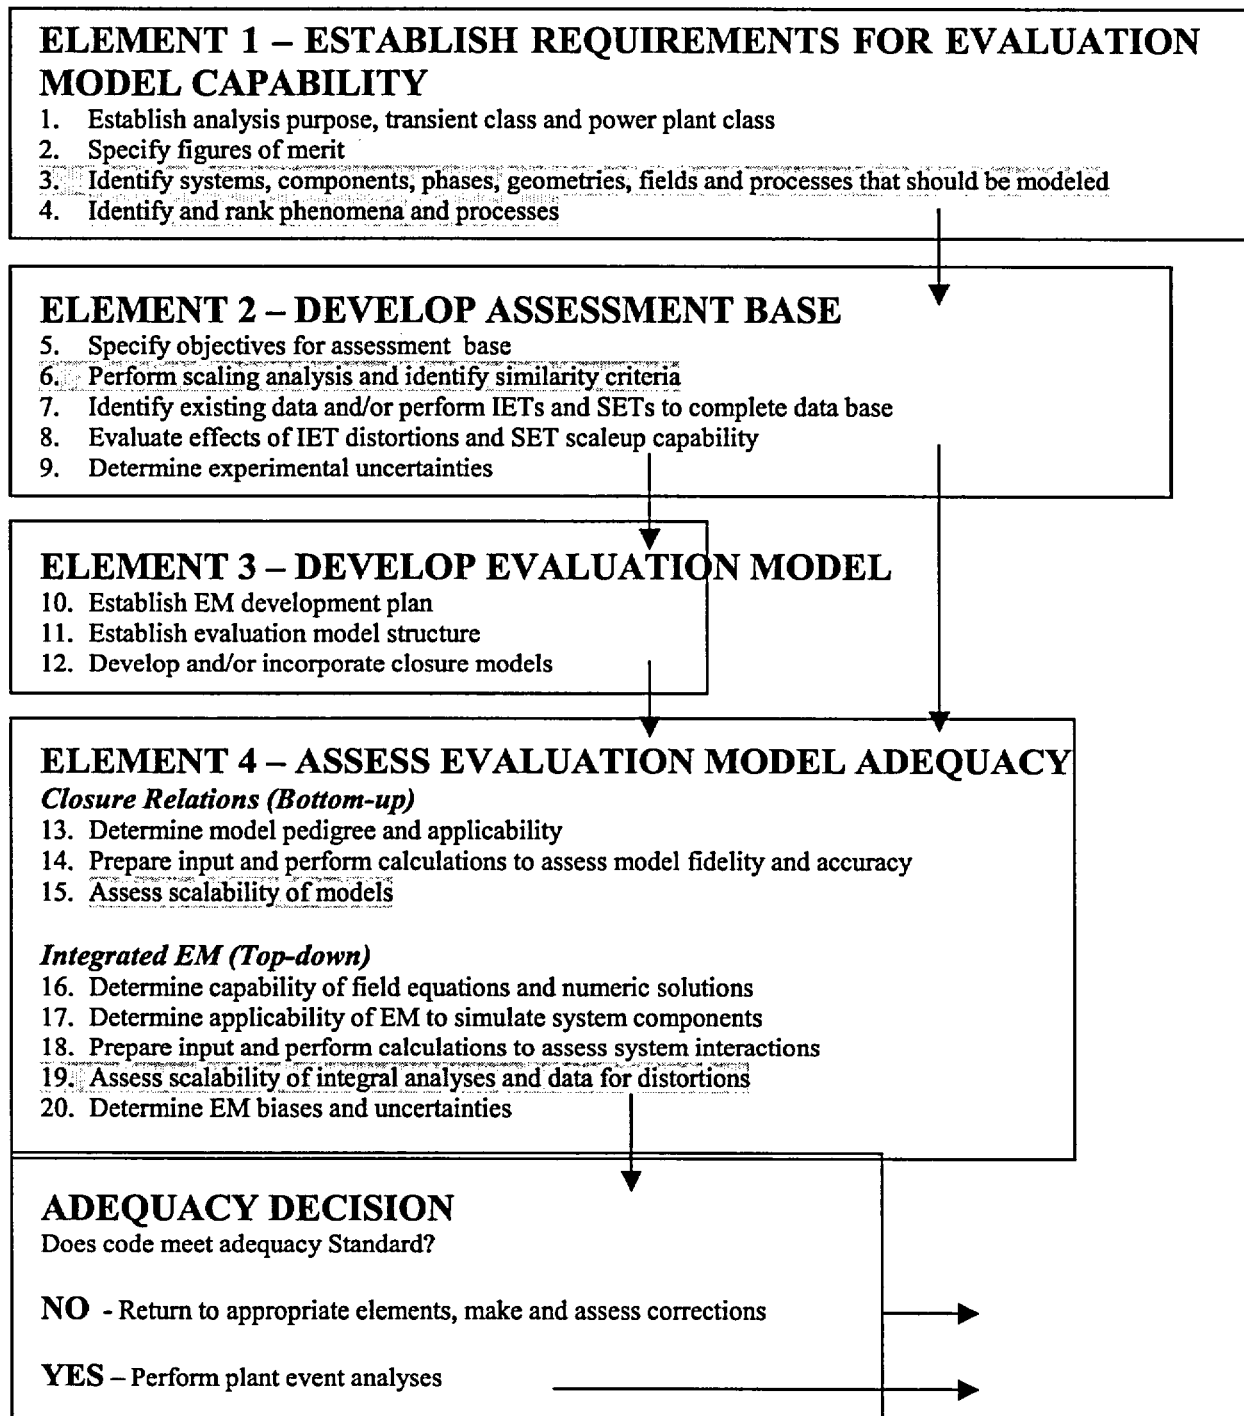 ELEMENT 1 – ESTABLISH REQUIREMENTS FOR EVALUATION
MODEL CAPABILITY
1. Establish analysis purpose, transient class and power plant class
2. Specify figures of merit
3. Identify systems, components, phases, geometries, fields and processes that should be modeled
4. Identify and rank phenomena and processes
ELEMENT 2 – DEVELOP ASSESSMENT BASE
5. Specify objectives for assessment base
6. Perform scaling analysis and identify similarity criteria
7. Identify existing data and/or perform IETs and SETs to complete data base
8. Evaluate effects of IET distortions and SET scaleup capability
9. Determine experimental uncertainties
ELEMENT 3 – DEVELOP EVALUATION MODEL
10. Establish EM development plan
11. Establish evaluation model structure
12. Develop and/or incorporate closure models
ELEMENT 4 – ASSESS EVALUATION MODEL ADEQUACY
Closure Relations (Bottom-up)
13. Determine model pedigree and applicability
14. Prepare input and perform calculations to assess model fidelity and accuracy
15. Assess scalability of models
Integrated EM (Top-down)
16. Determine capability of field equations and numeric solutions
17. Determine applicability of EM to simulate system components
18. Prepare input and perform calculations to assess system interactions
19. Assess scalability of integral analyses and data for distortions
20. Determine EM biases and uncertainties
ADEQUACY DECISION
Does code meet adequacy Standard?
NO - Return to appropriate elements, make and assess corrections
YES – Perform plant event analyses